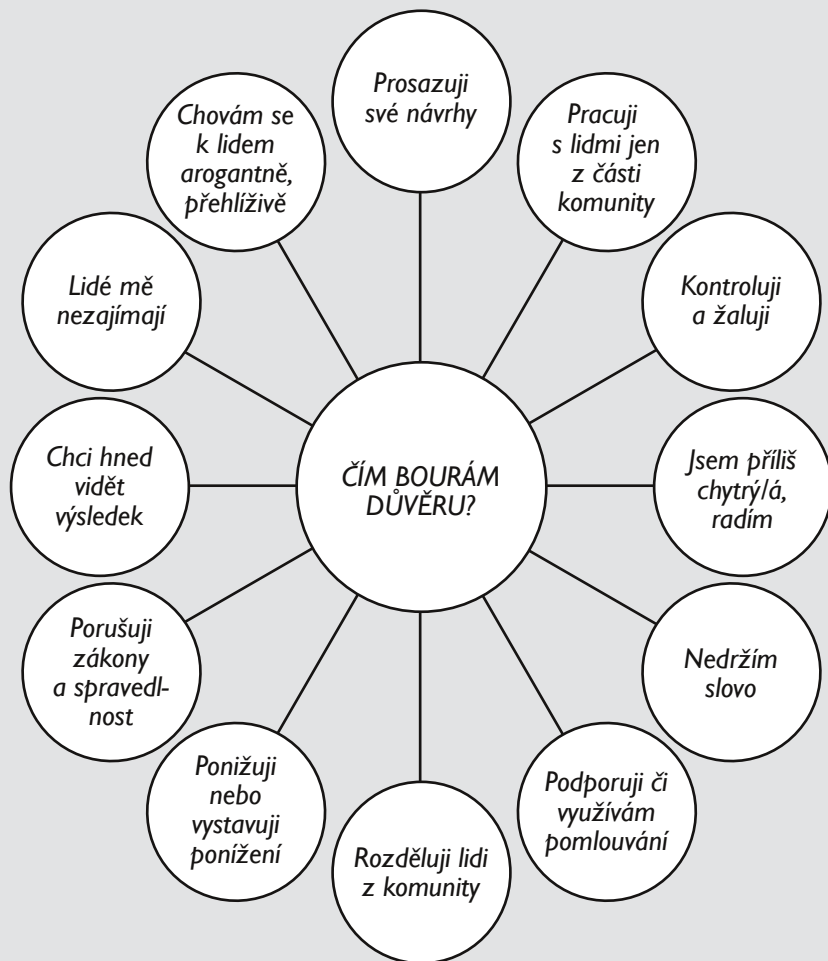 Prosazuji
své návrhy
Pracuji
s lidmi jen
z části
komunity
Kontroluji
a žaluji
Jsem příliš
chytrý/á,
radím
Nedržím
slovo
Podporuji či
využívám
pomlouvání
Rozděluji lidi
z komunity
Ponižuji
nebo
vystavuji
ponížení
Porušuji
zákony
a spravedl-
nost
Chci hned
vidět
výsledek
Lidé mě
nezajímají
Chovám se
k lidem
arogantně,
přehlíživě
ČÍM BOURÁM
DŮVĚRU?